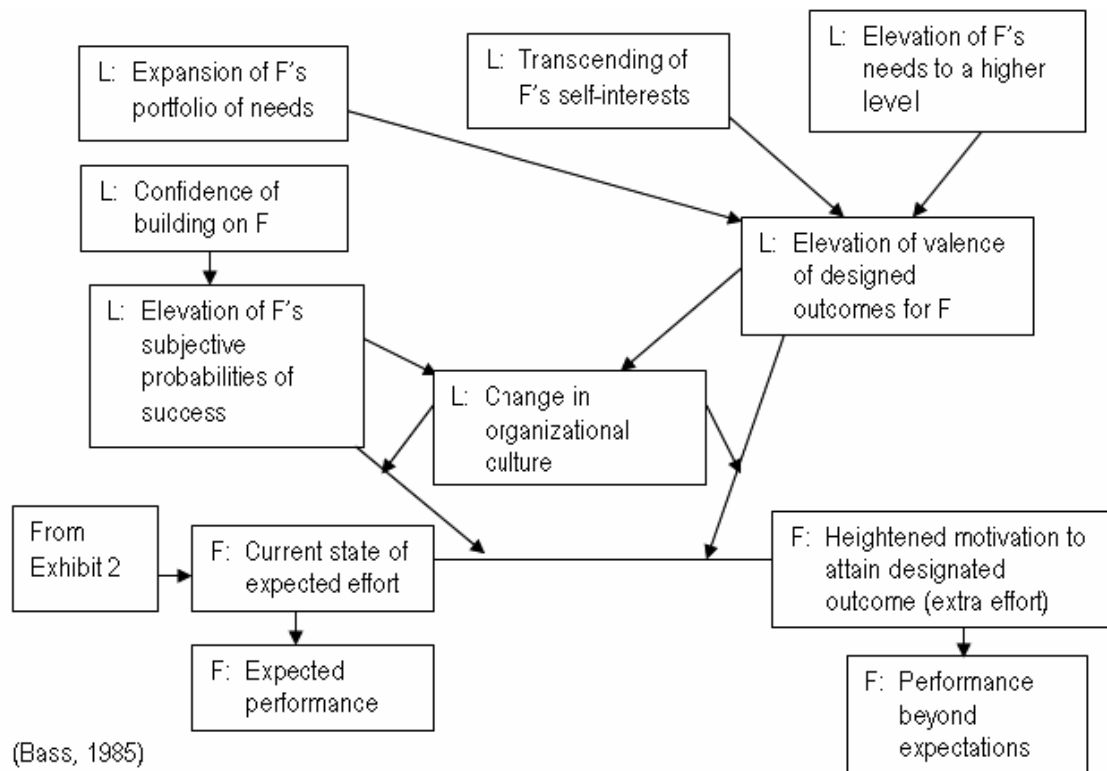 L: Expansion of F's
portfolio of needs
L: Transcending of
F's self-interests
L: Elevation of F's
needs to a higher
level
L: Confidence of
building on F
L: Elevation of valence
of designed
outcomes for F
L: Elevation of F's
subjective
probabilities of
success
L: Change in
organizational
culture
From
Exhibit 2
F: Current state of
expected effort
F: Heightened motivation to
attain designated
outcome (extra effort)
F: Expected
performance
F: Performance
beyond
expectations
(Bass, 1985)